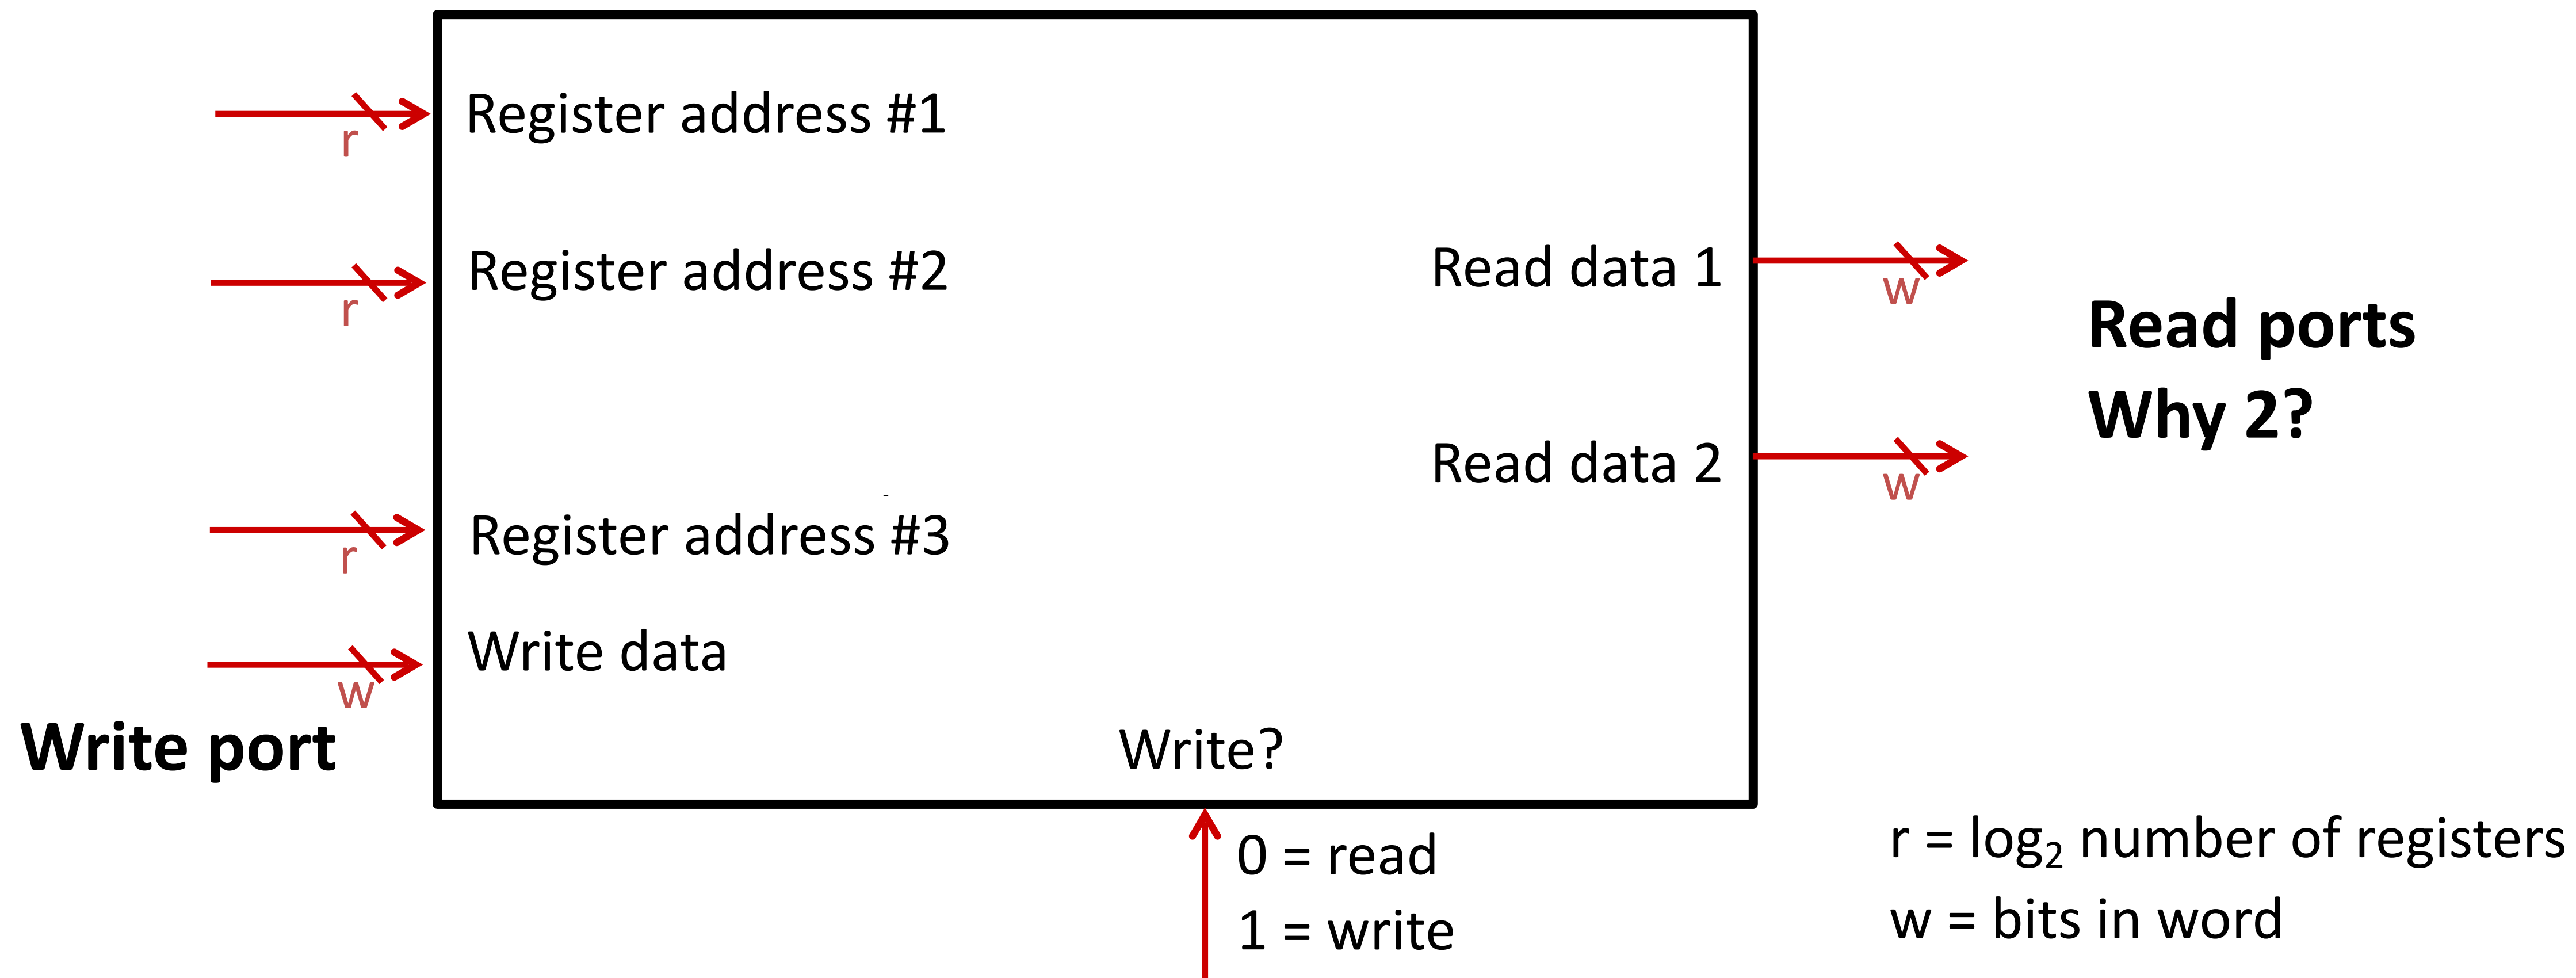 Register address #1
r
Register address #2
r
Read data 1
w
Read ports
Why 2?
Read data 2
w
Register address #3
r
Write data
w
Write port
Write?
0 = read
1 = write
r = log₂ number of registers
w = bits in word